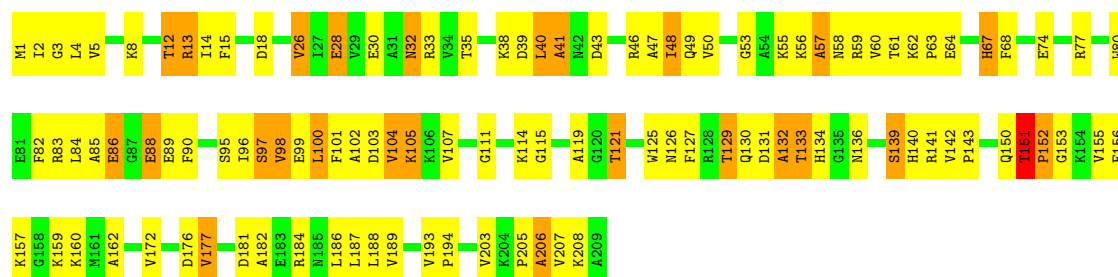 M1 I2 G3 L4 V5 K8 T12 R13 I14 F15 D18 V26 I27 E28 V29 E30 A31 N32 R33 V34 T35 K38 D39 L40 A41 N42 D43 R46 A47 I48 Q49 V50 G53 A54 K55 K56 A57 N58 R59 V60 T61 K62 P63 E64 H67 F68 E74 R77 W80
E81 F82 R83 L84 A85 E86 G87 E88 E89 F90 S95 I96 S97 V98 E99 L100 F101 A102 D103 V104 K105 K106 V107 G111 K114 G115 A119 G120 T121 W125 N126 F127 R128 T129 Q130 D131 A132 T133 H134 G135 N136 S139 H140 R141 V142 P143 Q150 T151 P152 G153 K154 V155 F156
K157 G158 K159 K160 M161 A162 V172 D176 V177 D181 A182 E183 R184 N185 L186 L187 L188 V189 V193 P194 V203 K204 P205 A206 V207 K208 A209